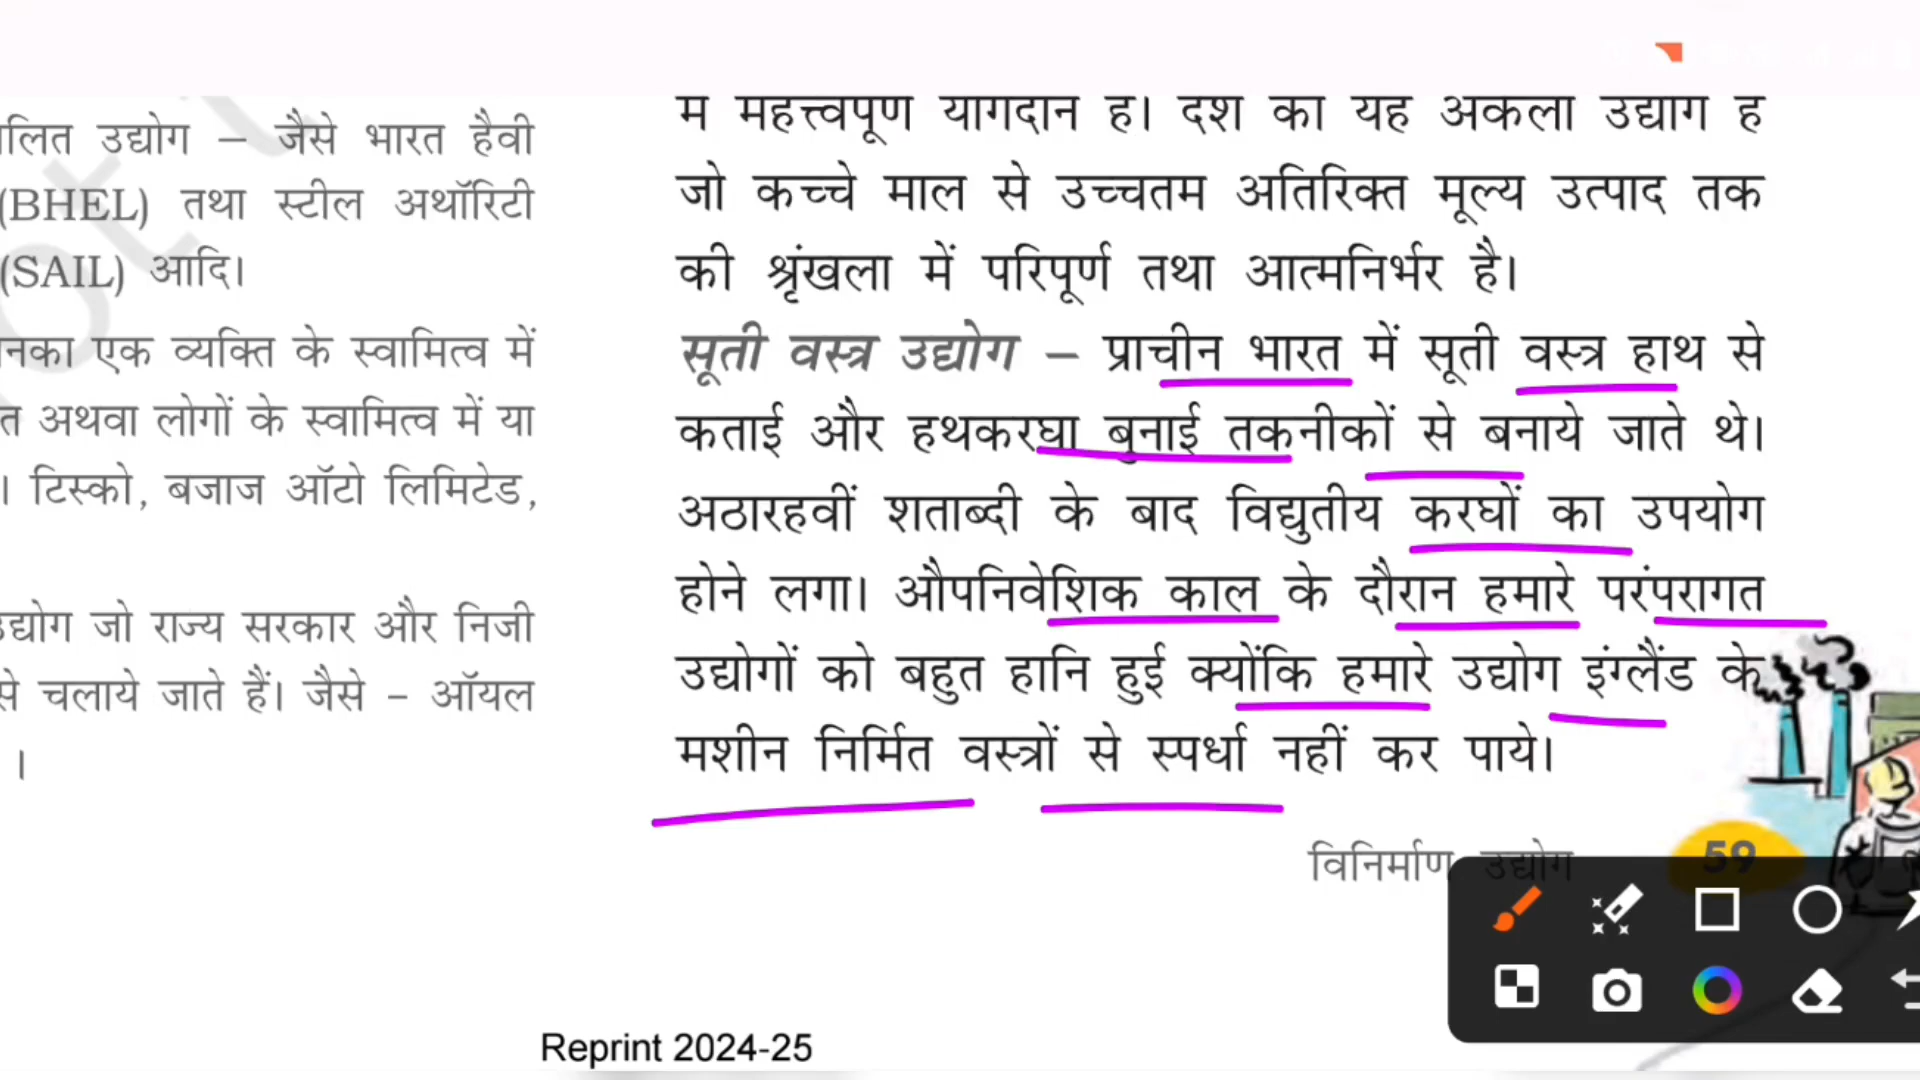 लित उद्योग – जैसे भारत हैवी
(BHEL) तथा स्टील अथॉरिटी
(SAIL) आदि।
नका एक व्यक्ति के स्वामित्व में
त अथवा लोगों के स्वामित्व में या
। टिस्को, बजाज ऑटो लिमिटेड,
उद्योग जो राज्य सरकार और निजी
से चलाये जाते हैं। जैसे – ऑयल
।
में महत्त्वपूर्ण योगदान है। देश का यह अकेला उद्योग है
जो कच्चे माल से उच्चतम अतिरिक्त मूल्य उत्पाद तक
की श्रृंखला में परिपूर्ण तथा आत्मनिर्भर है।
सूती वस्त्र उद्योग – प्राचीन भारत में सूती वस्त्र हाथ से
कताई और हथकरघा बुनाई तकनीकों से बनाये जाते थे।
अठारहवीं शताब्दी के बाद विद्युतीय करघों का उपयोग
होने लगा। औपनिवेशिक काल के दौरान हमारे परंपरागत
उद्योगों को बहुत हानि हुई क्योंकि हमारे उद्योग इंग्लैंड के
मशीन निर्मित वस्त्रों से स्पर्धा नहीं कर पाये।
विनिर्माण उद्योग 59
Reprint 2024-25